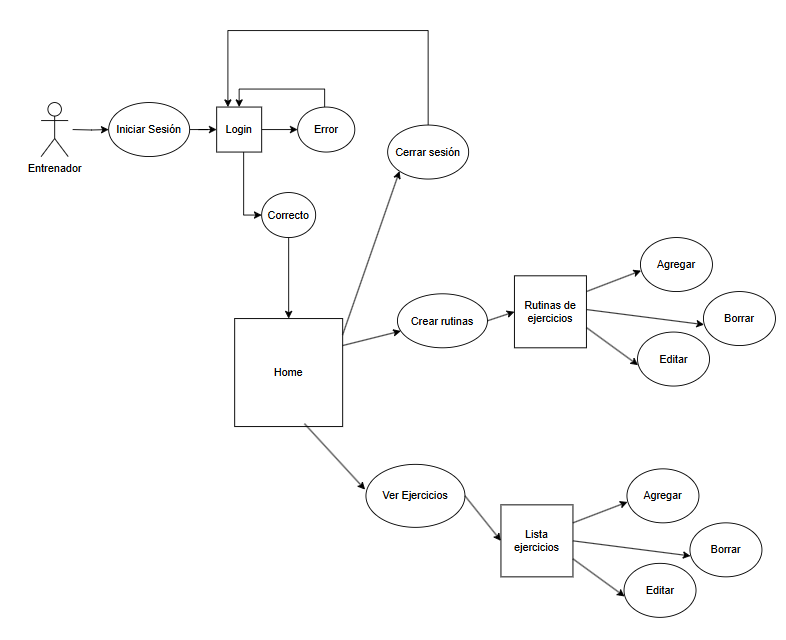 Entrenador
Iniciar Sesión
Login
Error
Cerrar sesión
Correcto
Home
Crear rutinas
Rutinas de
ejercicios
Agregar
Borrar
Editar
Ver Ejercicios
Lista
ejercicios
Agregar
Borrar
Editar